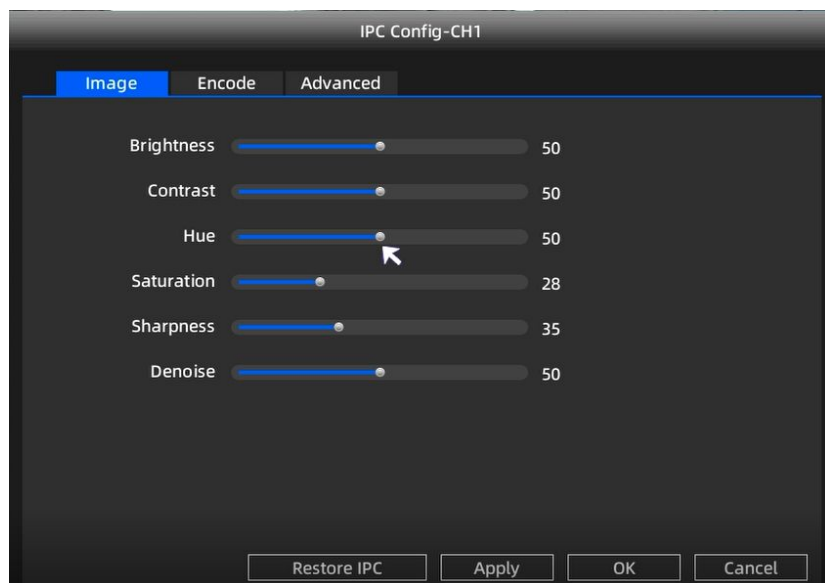 IPC Config-CH1
Image Encode Advanced
Brightness 50
Contrast 50
Hue 50
Saturation 28
Sharpness 35
Denoise 50
Restore IPC Apply OK Cancel